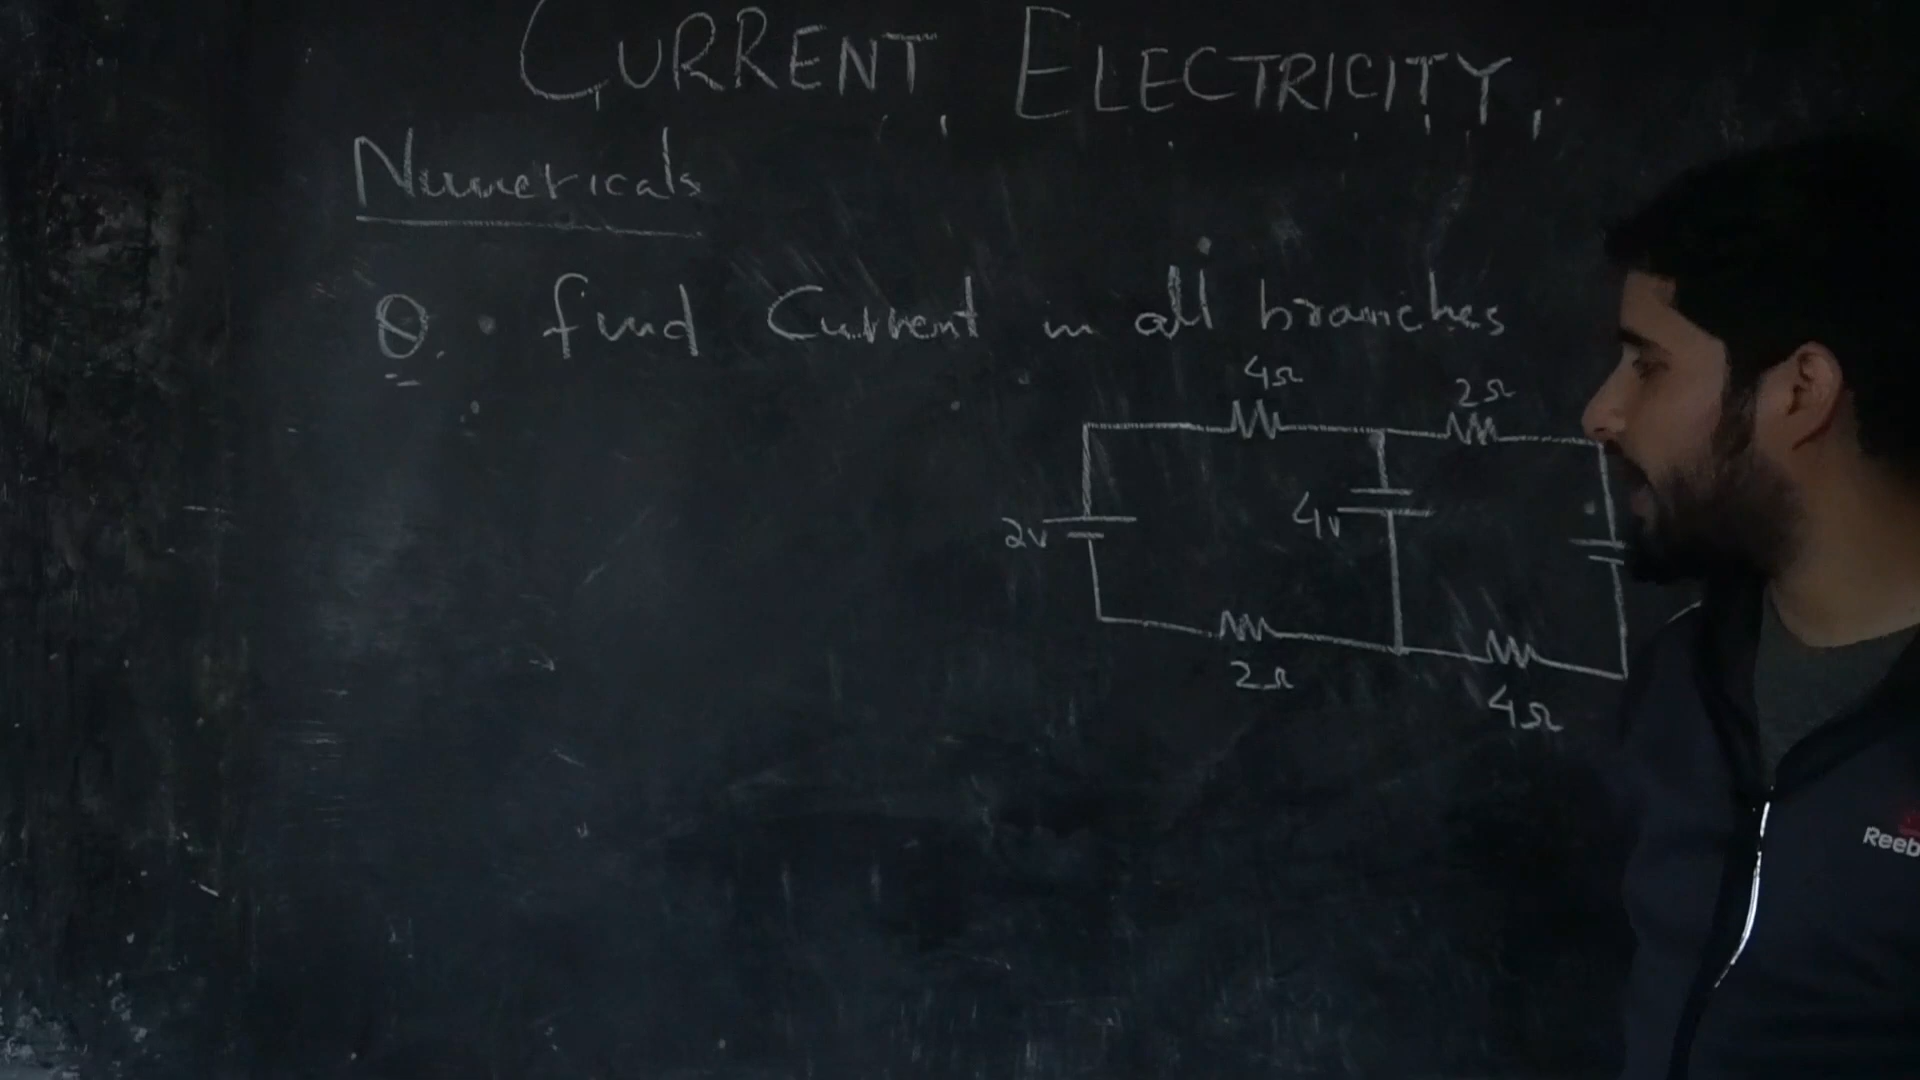 CURRENT ELECTRICITY
Numericals
Q. find Current in all branches
4Ω
2Ω
2v
4v
2Ω
4Ω
Reeb